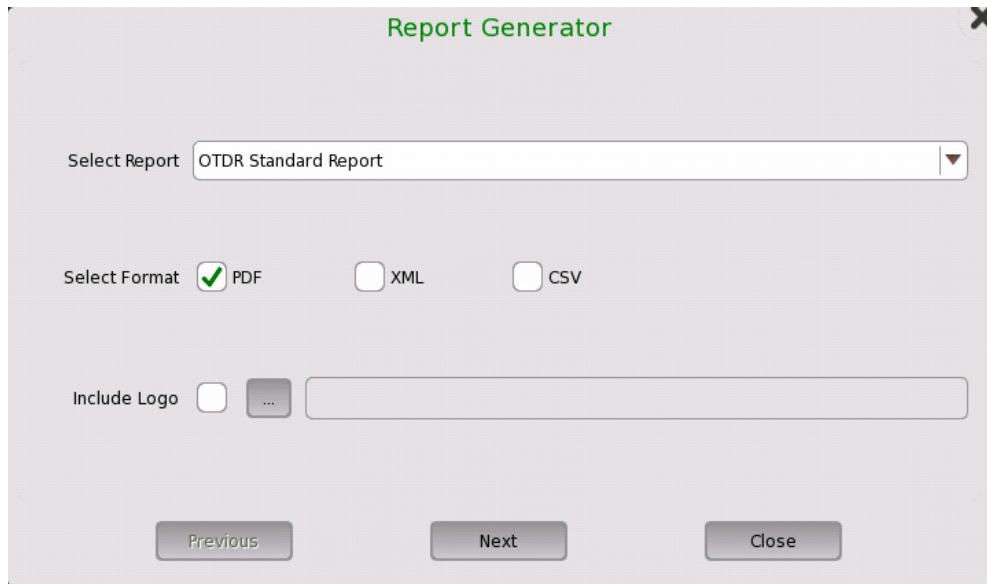 Report Generator
Select Report OTDR Standard Report
Select Format PDF XML CSV
Include Logo ...
Previous Next Close